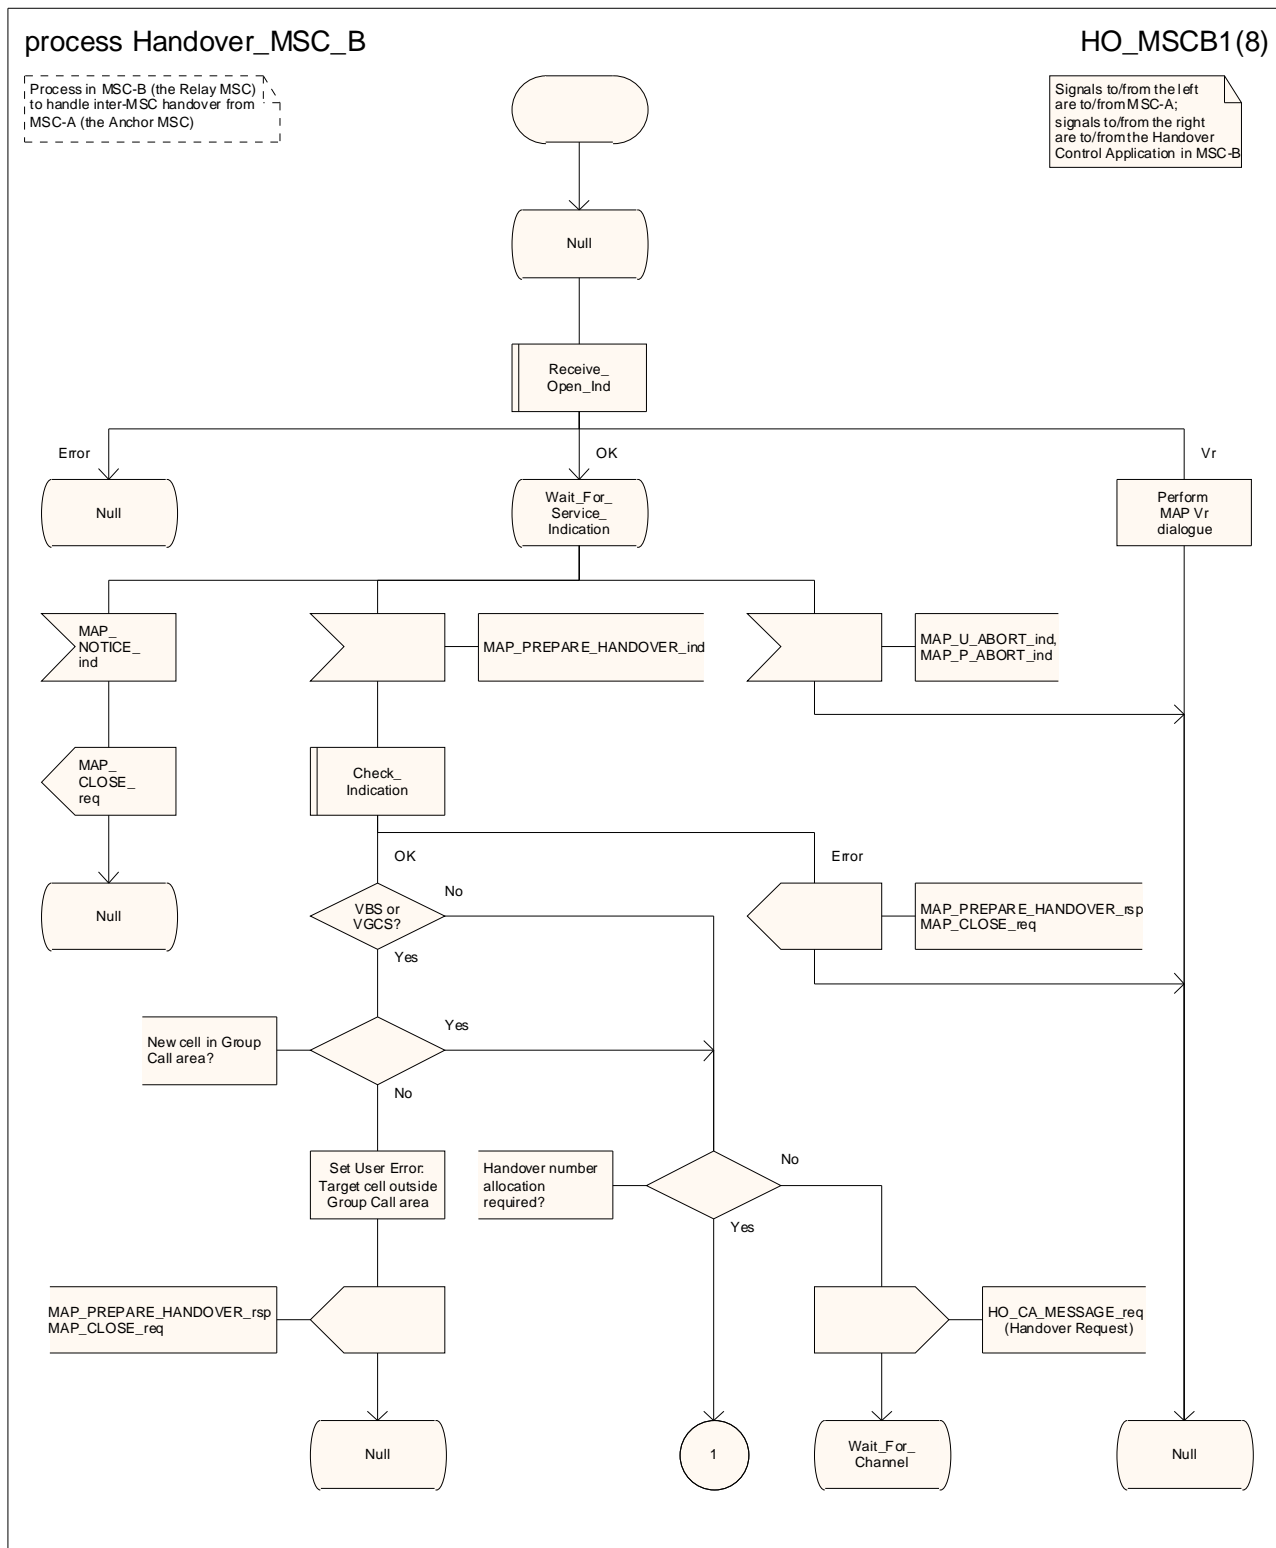 process Handover_MSC_B
HO_MSCB1(8)
Process in MSC-B (the Relay MSC)
to handle inter-MSC handover from
MSC-A (the Anchor MSC)
Signals to/from the left
are to/from MSC-A;
signals to/from the right
are to/from the Handover
Control Application in MSC-B
Null
Receive_
Open_Ind
Error
OK
Vr
Null
Wait_For_
Service_
Indication
Perform
MAP Vr
dialogue
MAP_
NOTICE_
ind
MAP_PREPARE_HANDOVER_ind
MAP_U_ABORT_ind,
MAP_P_ABORT_ind
MAP_
CLOSE_
req
Check_
Indication
OK
Error
Null
VBS or
VGCS?
No
Yes
MAP_PREPARE_HANDOVER_rsp
MAP_CLOSE_req
New cell in Group
Call area?
Yes
No
Set User Error:
Target cell outside
Group Call area
Handover number
allocation
required?
No
Yes
MAP_PREPARE_HANDOVER_rsp
MAP_CLOSE_req
HO_CA_MESSAGE_req
(Handover Request)
Null
1
Wait_For_
Channel
Null